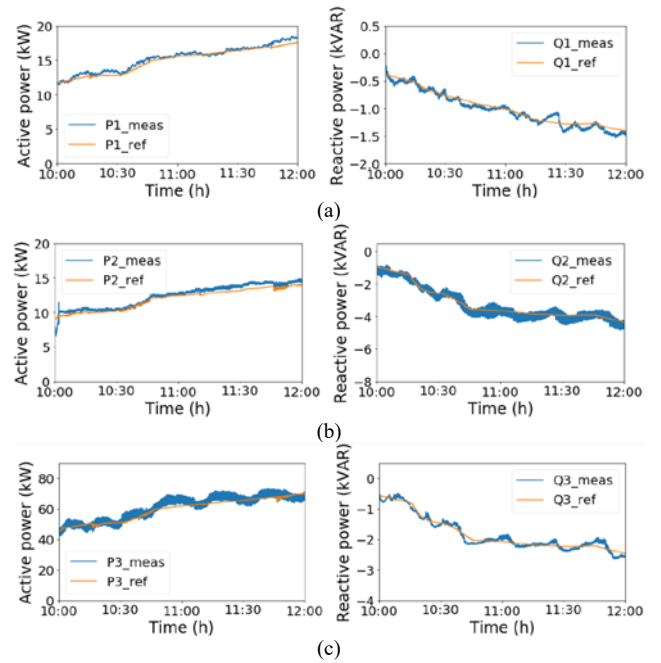 Active power (kW)
20
15
10
5
0
P1_meas
P1_ref
10:00 10:30 11:00 11:30 12:00
Time (h)
Reactive power (kVAR)
0.5
0.0
−0.5
−1.0
−1.5
−2.0
Q1_meas
Q1_ref
10:00 10:30 11:00 11:30 12:00
Time (h)
(a)
Active power (kW)
20
15
10
5
0
P2_meas
P2_ref
10:00 10:30 11:00 11:30 12:00
Time (h)
Reactive power (kVAR)
0
−2
−4
−6
−8
Q2_meas
Q2_ref
10:00 10:30 11:00 11:30 12:00
Time (h)
(b)
Active power (kW)
80
60
40
20
0
P3_meas
P3_ref
10:00 10:30 11:00 11:30 12:00
Time (h)
Reactive power (kVAR)
0
−1
−2
−3
−4
Q3_meas
Q3_ref
10:00 10:30 11:00 11:30 12:00
Time (h)
(c)